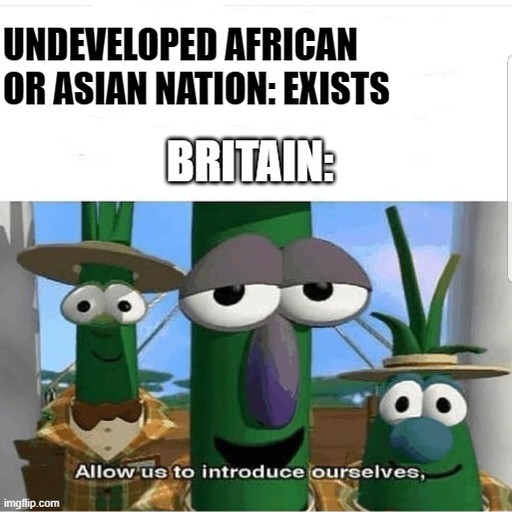 UNDEVELOPED AFRICAN
OR ASIAN NATION: EXISTS
BRITAIN:
Allow us to introduce ourselves,
imgflip.com